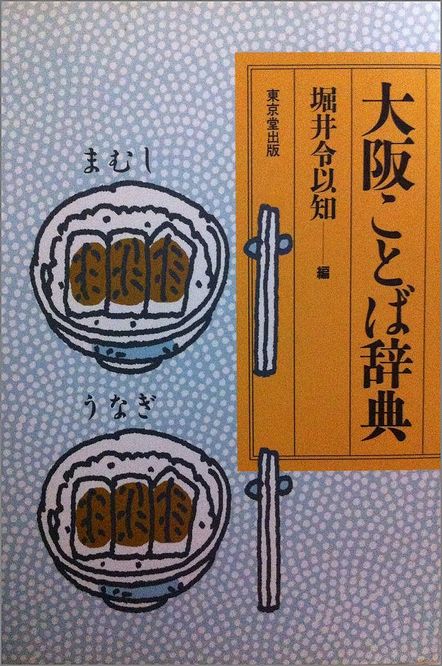 大阪ことば辞典
堀井令以知 編
東京堂出版
まむし
うなぎ